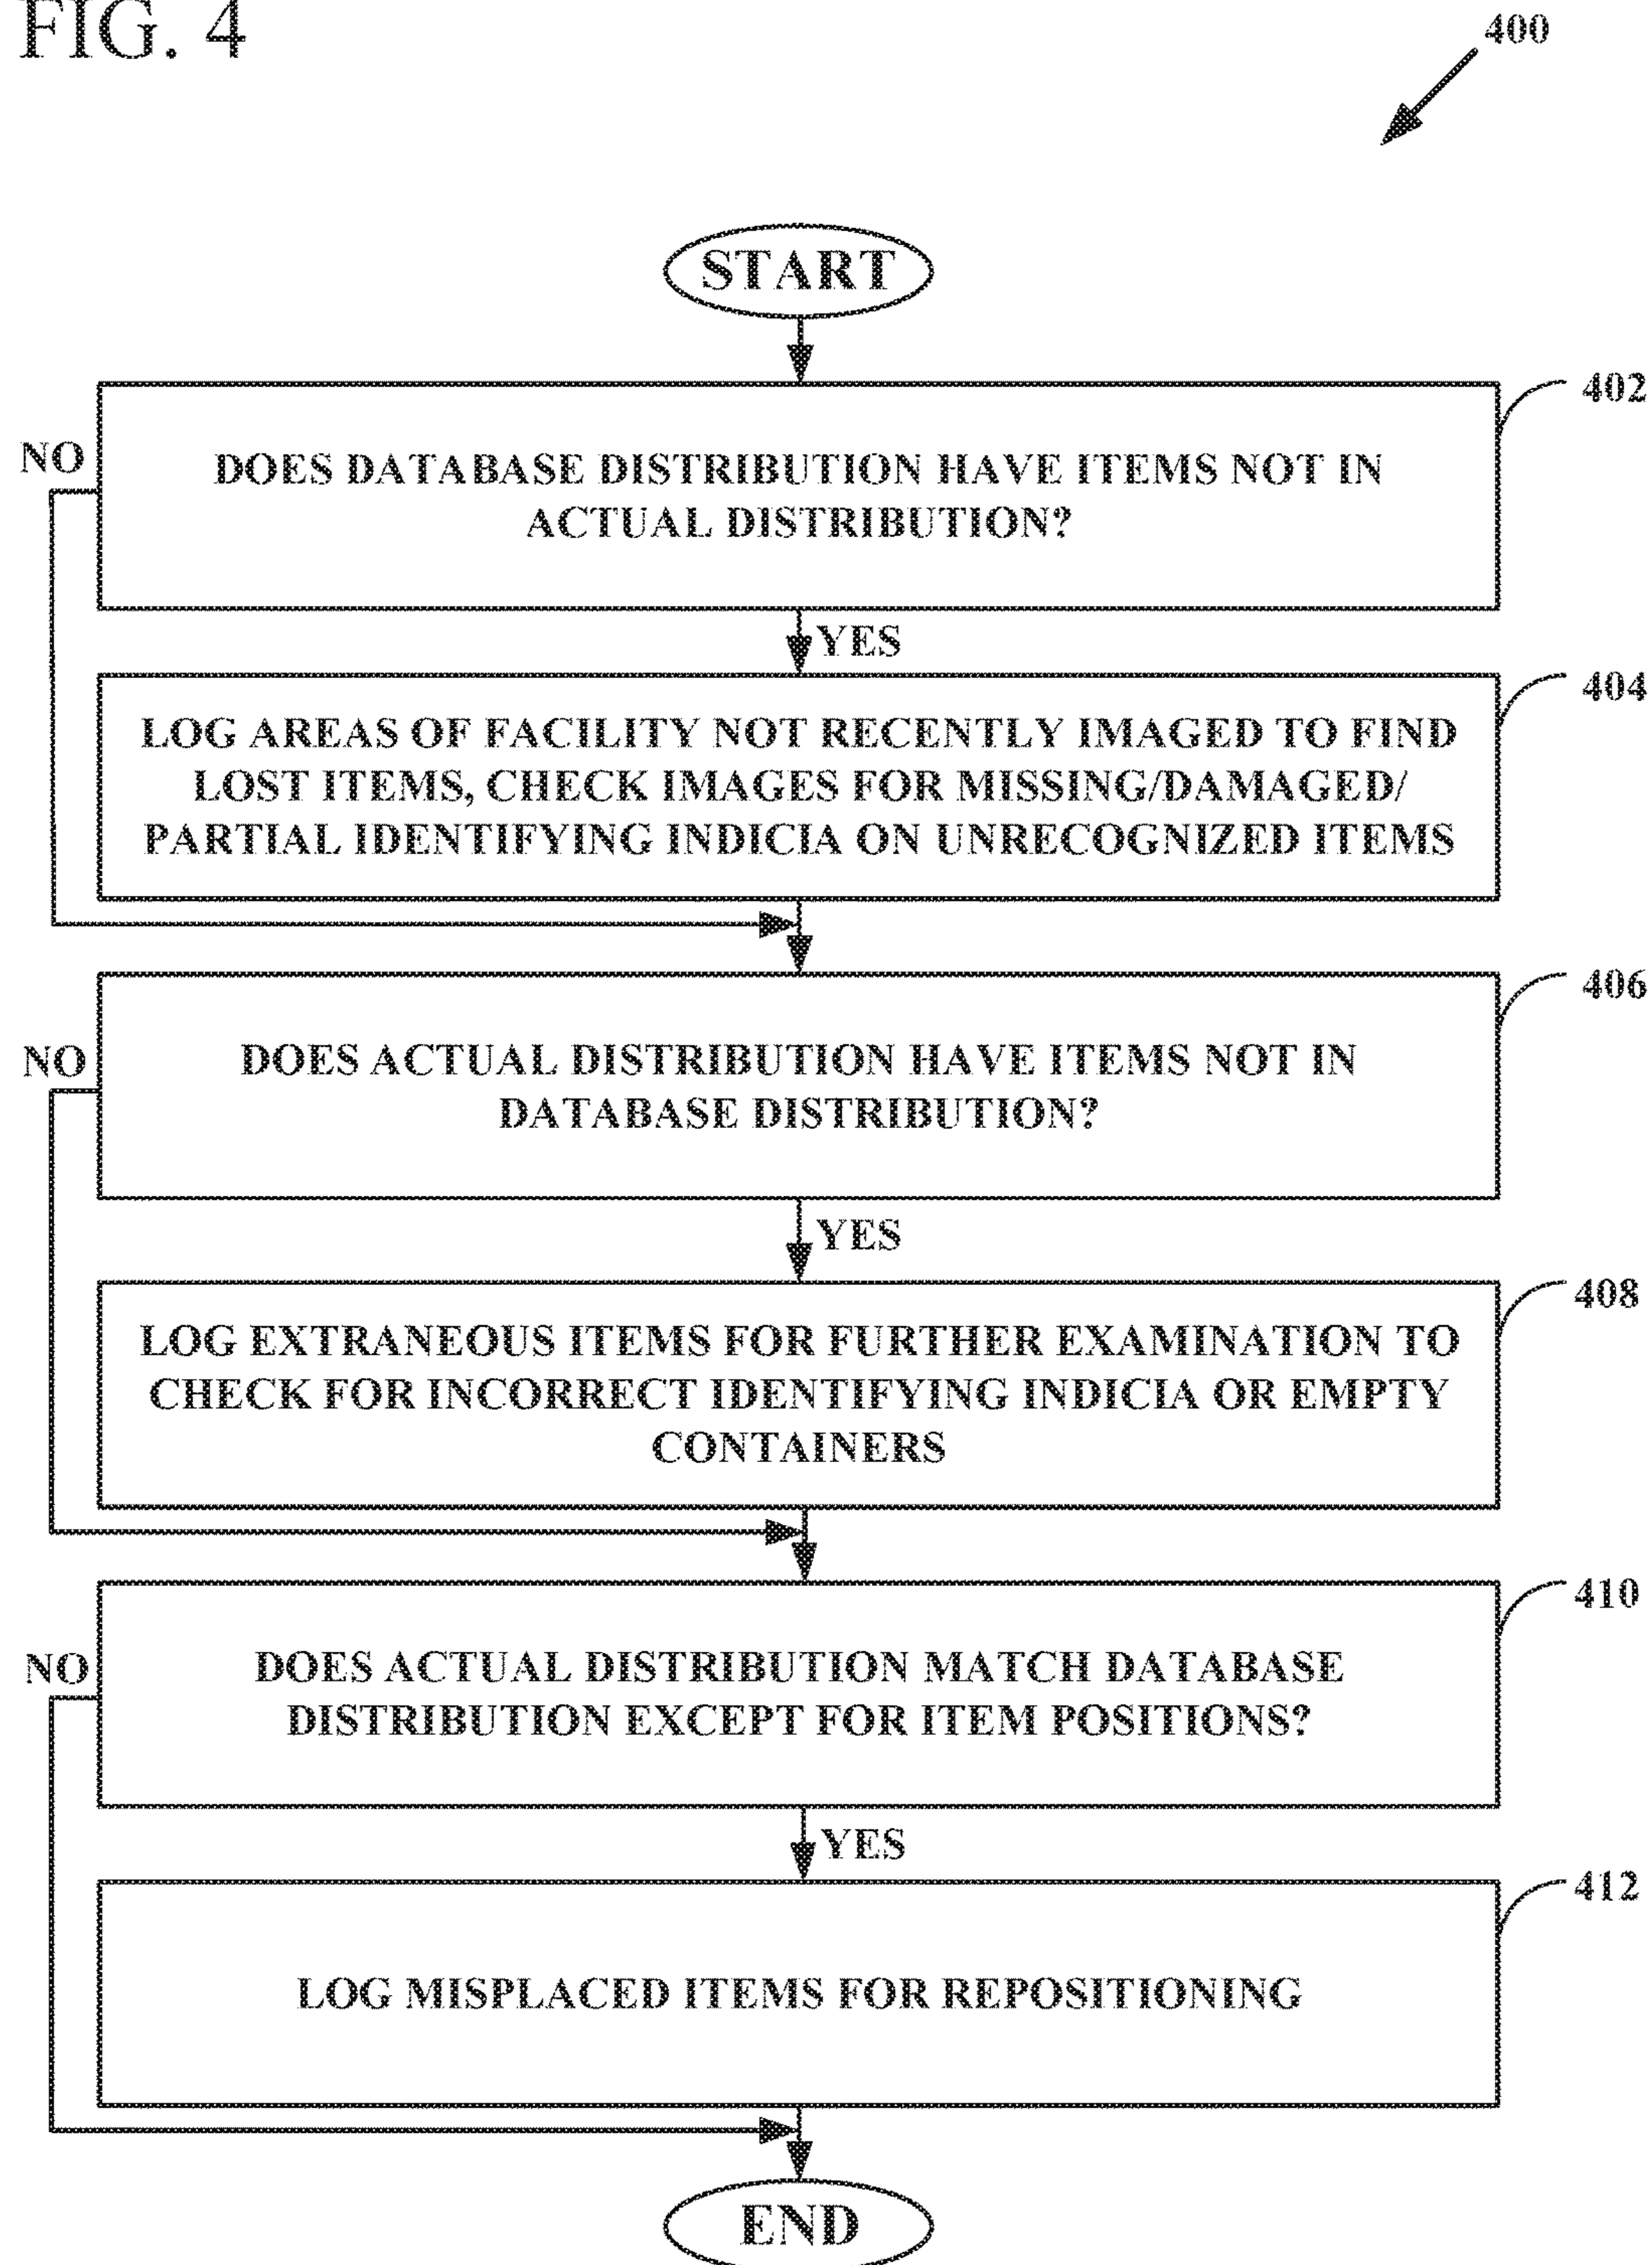 FIG. 4
400
START
402
NO
DOES DATABASE DISTRIBUTION HAVE ITEMS NOT IN
ACTUAL DISTRIBUTION?
YES
404
LOG AREAS OF FACILITY NOT RECENTLY IMAGED TO FIND
LOST ITEMS, CHECK IMAGES FOR MISSING/DAMAGED/
PARTIAL IDENTIFYING INDICIA ON UNRECOGNIZED ITEMS
406
NO
DOES ACTUAL DISTRIBUTION HAVE ITEMS NOT IN
DATABASE DISTRIBUTION?
YES
408
LOG EXTRANEOUS ITEMS FOR FURTHER EXAMINATION TO
CHECK FOR INCORRECT IDENTIFYING INDICIA OR EMPTY
CONTAINERS
410
NO
DOES ACTUAL DISTRIBUTION MATCH DATABASE
DISTRIBUTION EXCEPT FOR ITEM POSITIONS?
YES
412
LOG MISPLACED ITEMS FOR REPOSITIONING
END